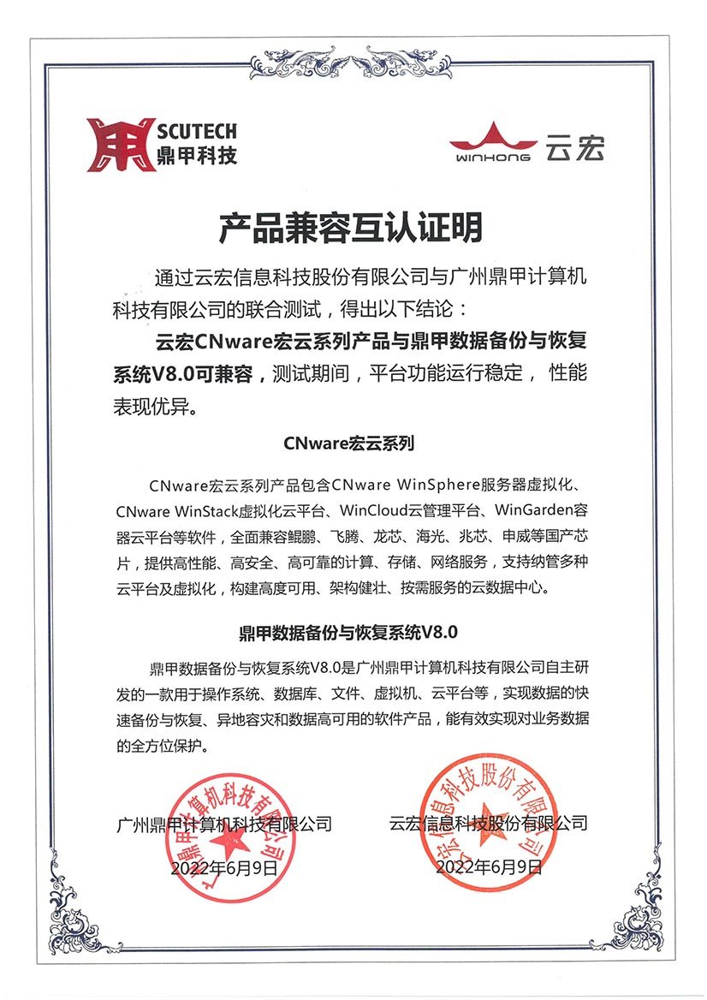 SCUTECH
鼎甲科技
WINHONG 云宏
产品兼容互认证明
通过云宏信息科技股份有限公司与广州鼎甲计算机
科技有限公司的联合测试，得出以下结论：
云宏CNware宏云系列产品与鼎甲数据备份与恢复
系统V8.0可兼容，测试期间，平台功能运行稳定， 性能
表现优异。
CNware宏云系列
CNware宏云系列产品包含CNware WinSphere服务器虚拟化、
CNware WinStack虚拟化云平台、WinCloud云管理平台、WinGarden容
器云平台等软件，全面兼容鲲鹏、飞腾、龙芯、海光、兆芯、申威等国产芯
片，提供高性能、高安全、高可靠的计算、存储、网络服务，支持纳管多种
云平台及虚拟化，构建高度可用、架构健壮、按需服务的云数据中心。
鼎甲数据备份与恢复系统V8.0
鼎甲数据备份与恢复系统V8.0是广州鼎甲计算机科技有限公司自主研
发的一款用于操作系统、数据库、文件、虚拟机、云平台等，实现数据的快
速备份与恢复、异地容灾和数据高可用的软件产品，能有效实现对业务数据
的全方位保护。
广州鼎甲计算机科技有限公司
云宏信息科技股份有限公司
广州鼎甲计算机科技有限公司 云宏信息科技股份有限公司
2022年6月9日 2022年6月9日